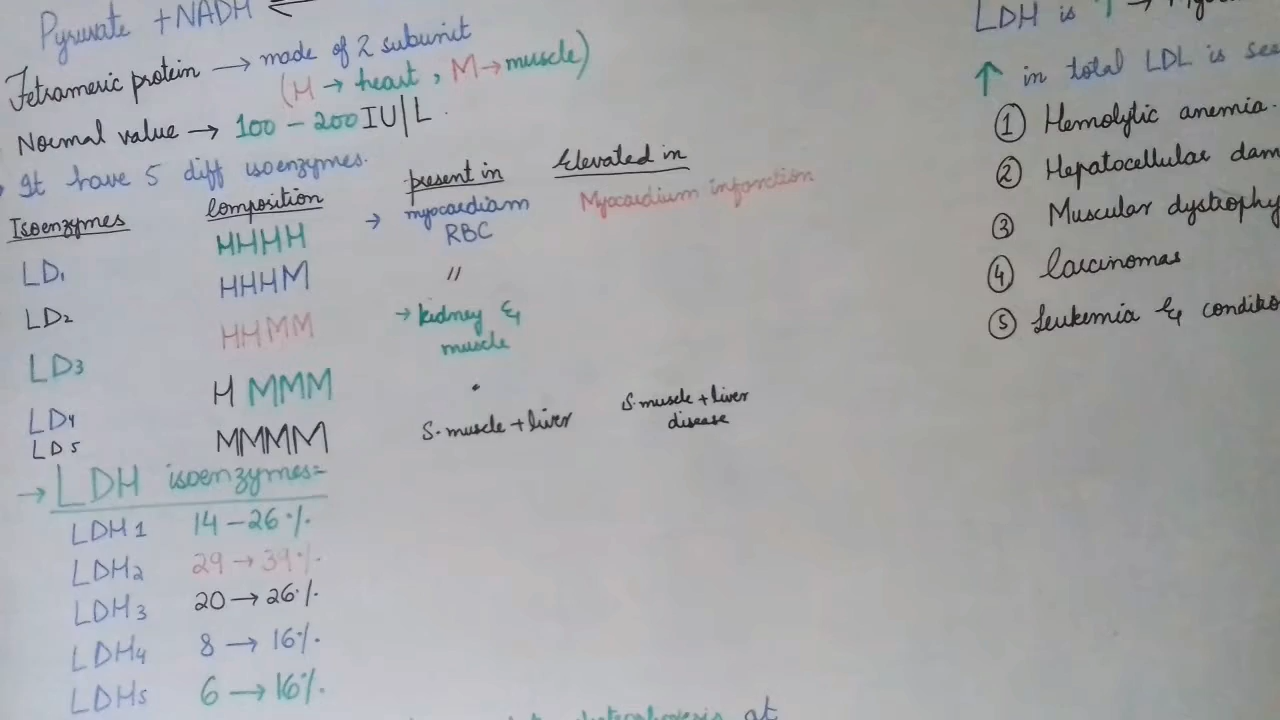 Pyruvate + NADH
Tetrameric protein → made of 2 subunit
(H → heart, M → muscle)
Normal value → 100 - 200 IU/L.
It have 5 diff isoenzymes.
Isoenzymes Composition present in Elevated in
LD1 HHHH → myocardiam RBC Myocardium infarction
LD2 HHHM "
LD3 HHMM → kidney & muscle
LD4 H MMM
LD5 MMMM S. muscle + liver S. muscle + liver disease
→ LDH isoenzymes=
LDH1 14 - 26%
LDH2 29 → 39%
LDH3 20 → 26%
LDH4 8 → 16%
LDH5 6 → 16%
at
LDH is ↑ →
↑ in total LDL is
① Hemolytic anemia.
② Hepatocellular
③ Muscular dystrophy
④ Carcinomas
⑤ Leukemia &